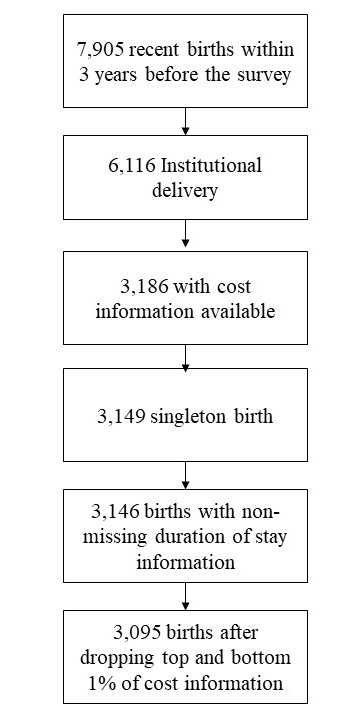 7,905 recent births within
3 years before the survey
6,116 Institutional
delivery
3,186 with cost
information available
3,149 singleton birth
3,146 births with non-
missing duration of stay
information
3,095 births after
dropping top and bottom
1% of cost information